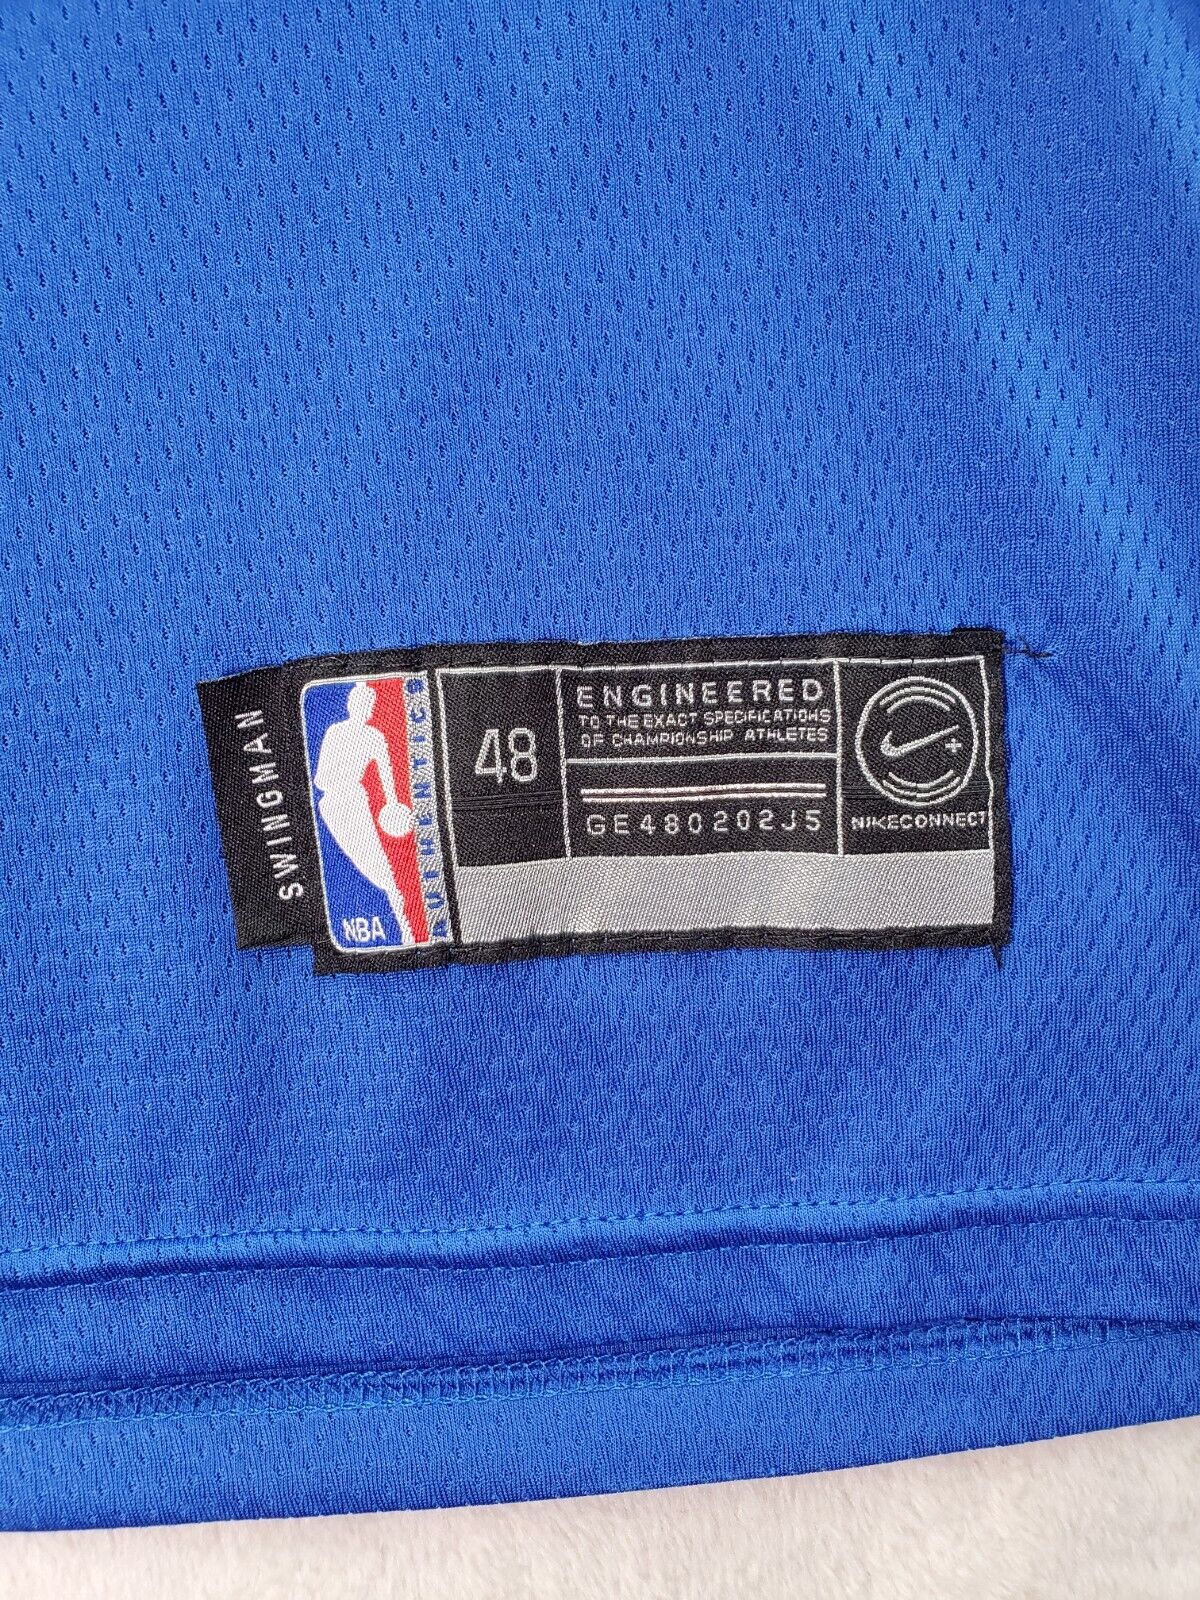 SWINGMAN
NBA
AUTHENTICS
48
ENGINEERED
TO THE EXACT SPECIFICATIONS
OF CHAMPIONSHIP ATHLETES
GE480202J5
NIKECONNECT